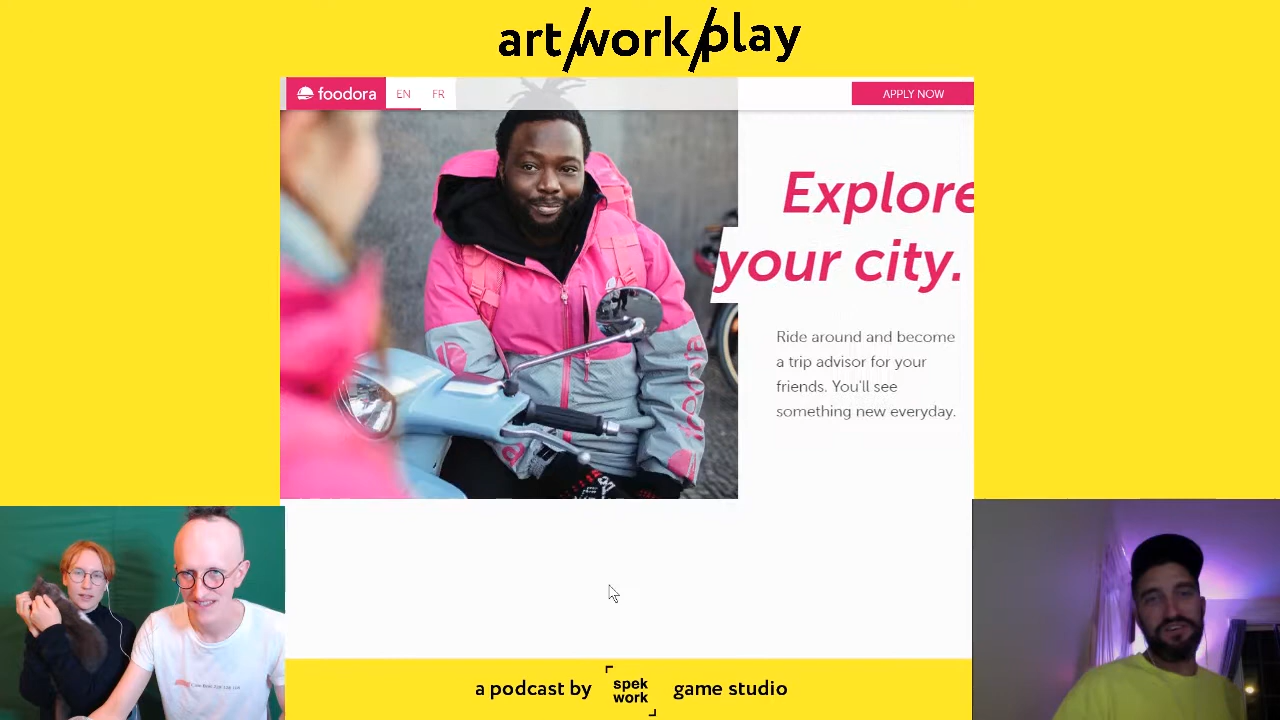 art/work/play
foodora
EN FR
APPLY NOW
Explore
your city.
Ride around and become
a trip advisor for your
friends. You'll see
something new everyday.
a podcast by
spek
work
game studio